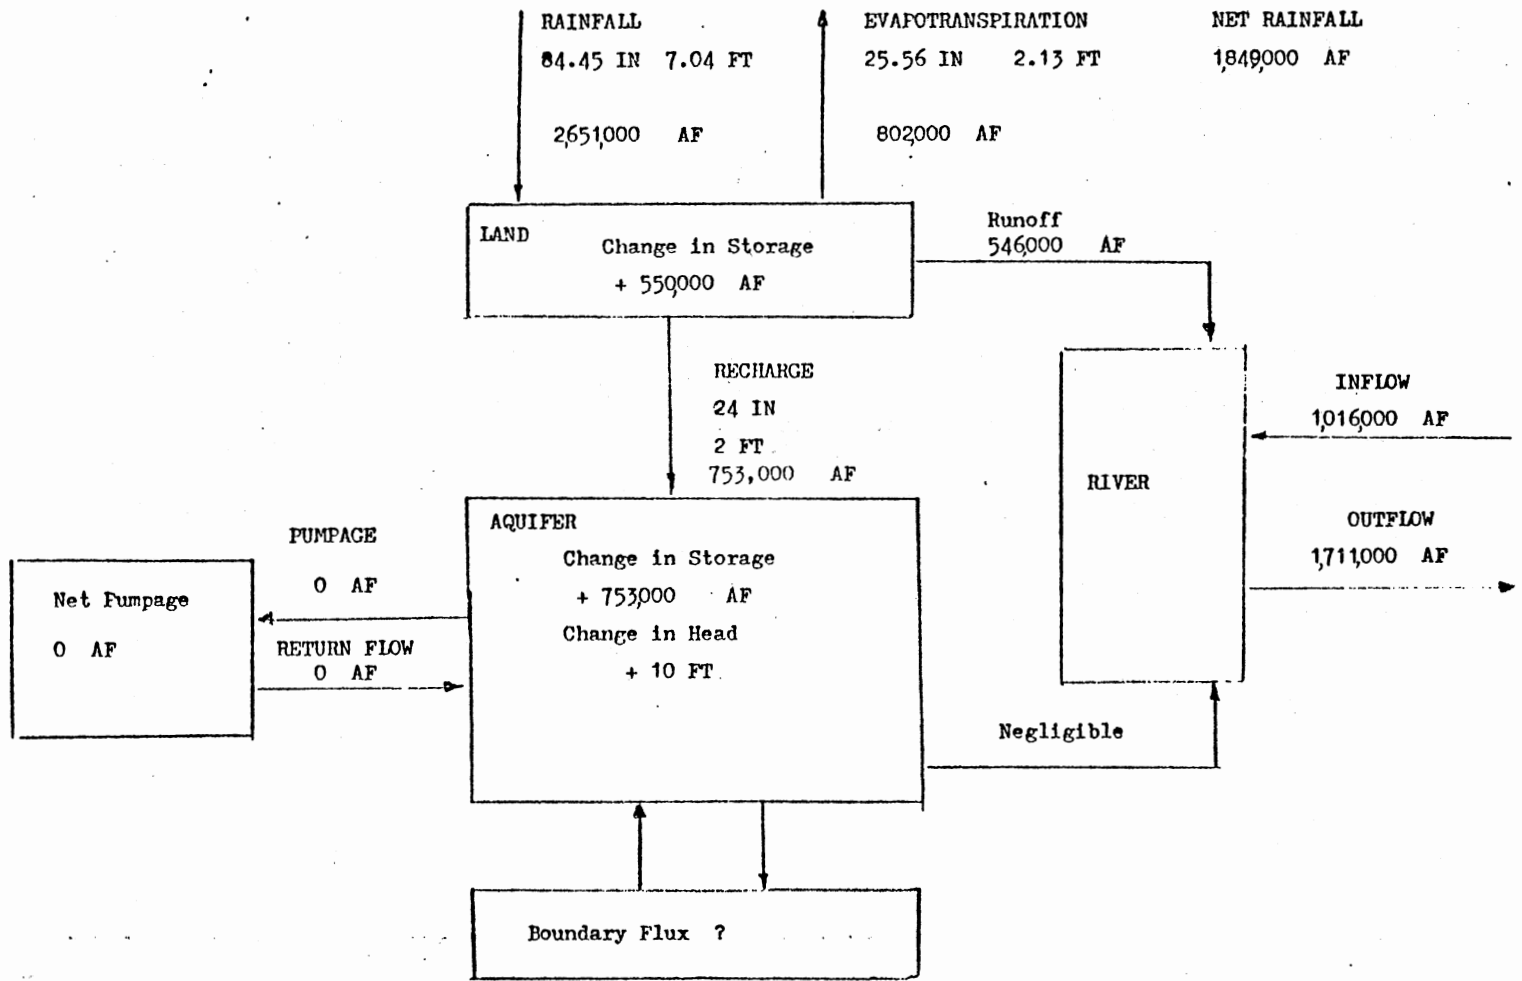 RAINFALL
84.45 IN 7.04 FT
2,651,000 AF
EVAPOTRANSPIRATION
25.56 IN 2.13 FT
802,000 AF
NET RAINFALL
1,849,000 AF
LAND
Change in Storage
+ 550,000 AF
Runoff
546,000 AF
RECHARGE
24 IN
2 FT
753,000 AF
RIVER
INFLOW
1,016,000 AF
OUTFLOW
1,711,000 AF
AQUIFER
Change in Storage
+ 753,000 AF
Change in Head
+ 10 FT
PUMPAGE
0 AF
RETURN FLOW
0 AF
Net Pumpage
0 AF
Negligible
Boundary Flux ?